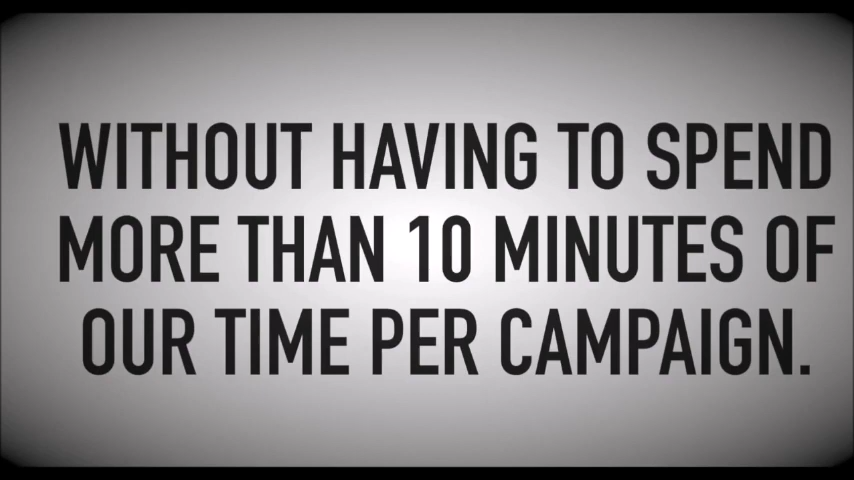 WITHOUT HAVING TO SPEND
MORE THAN 10 MINUTES OF
OUR TIME PER CAMPAIGN.